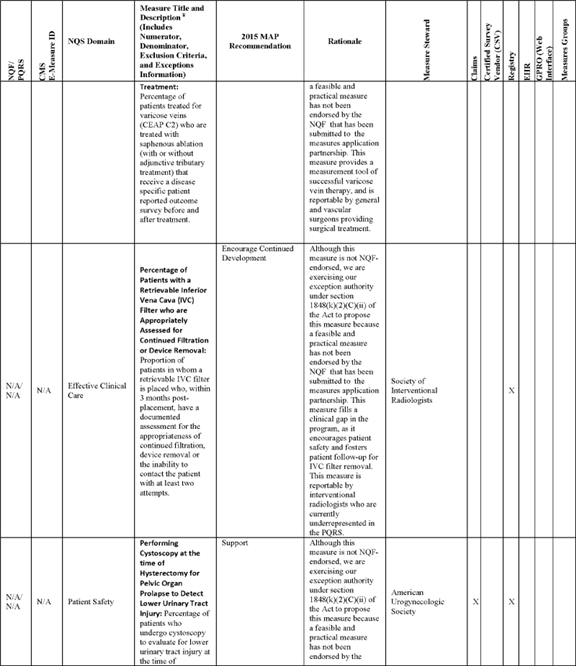 NQF/
PQRS
CMS
E-Measure ID
NQS Domain
Measure Title and
Description ¥
(Includes
Numerator,
Denominator,
Exclusion Criteria,
and Exceptions
Information)
2015 MAP
Recommendation
Rationale
Measure Steward
Claims
Certified Survey
Vendor (CSV)
Registry
EHR
GPRO (Web
Interface)
Measures Groups
Treatment:
Percentage of
patients treated for
varicose veins
(CEAP C2) who are
treated with
saphenous ablation
(with or without
adjunctive tributary
treatment) that
receive a disease
specific patient
reported outcome
survey before and
after treatment.
a feasible and
practical measure
has not been
endorsed by the
NQF that has been
submitted to the
measures application
partnership. This
measure provides a
measurement tool of
successful varicose
vein therapy, and is
reportable by general
and vascular
surgeons providing
surgical treatment.
N/A/
N/A
N/A
Effective Clinical
Care
Percentage of
Patients with a
Retrievable Inferior
Vena Cava (IVC)
Filter who are
Appropriately
Assessed for
Continued Filtration
or Device Removal:
Proportion of
patients in whom a
retrievable IVC filter
is placed who, within
3 months post-
placement, have a
documented
assessment for the
appropriateness of
continued filtration,
device removal or
the inability to
contact the patient
with at least two
attempts.
Encourage Continued
Development
Although this
measure is not NQF-
endorsed, we are
exercising our
exception authority
under section
1848(k)(2)(C)(ii) of
the Act to propose
this measure because
a feasible and
practical measure
has not been
endorsed by the
NQF that has been
submitted to the
measures application
partnership. This
measure fills a
clinical gap in the
program, as it
encourages patient
safety and fosters
patient follow-up for
IVC filter removal.
This measure is
reportable by
interventional
radiologists who are
currently
underrepresented in
the PQRS.
Society of
Interventional
Radiologists
X
N/A/
N/A
N/A
Patient Safety
Performing
Cystoscopy at the
time of
Hysterectomy for
Pelvic Organ
Prolapse to Detect
Lower Urinary Tract
Injury: Percentage of
patients who
undergo cystoscopy
to evaluate for lower
urinary tract injury at
the time of
Support
Although this
measure is not NQF-
endorsed, we are
exercising our
exception authority
under section
1848(k)(2)(C)(ii) of
the Act to propose
this measure because
a feasible and
practical measure
has not been
endorsed by the
American
Urogynecologic
Society
X
X